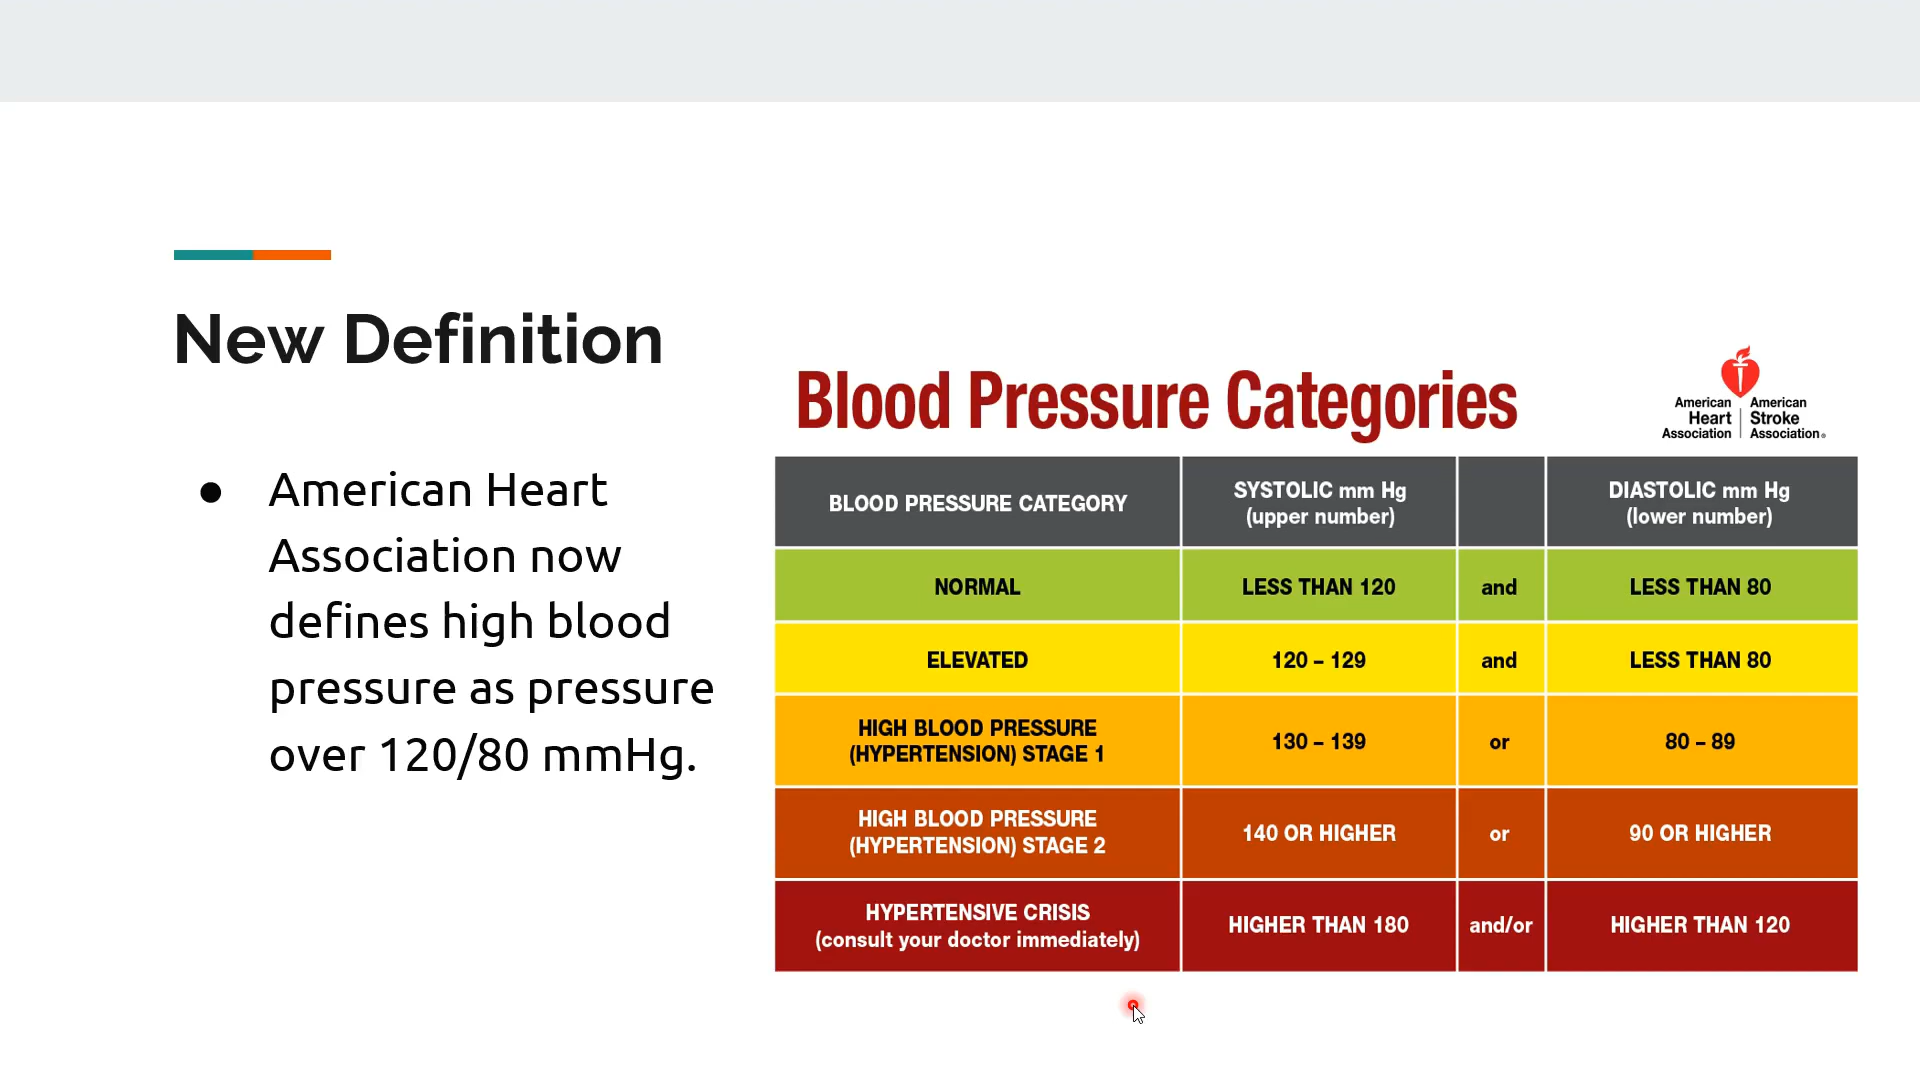 New Definition
● American Heart
Association now
defines high blood
pressure as pressure
over 120/80 mmHg.
Blood Pressure Categories
American Heart Association
American Stroke Association®
BLOOD PRESSURE CATEGORY
SYSTOLIC mm Hg
(upper number)
DIASTOLIC mm Hg
(lower number)
NORMAL
LESS THAN 120
and
LESS THAN 80
ELEVATED
120 – 129
and
LESS THAN 80
HIGH BLOOD PRESSURE
(HYPERTENSION) STAGE 1
130 – 139
or
80 – 89
HIGH BLOOD PRESSURE
(HYPERTENSION) STAGE 2
140 OR HIGHER
or
90 OR HIGHER
HYPERTENSIVE CRISIS
(consult your doctor immediately)
HIGHER THAN 180
and/or
HIGHER THAN 120